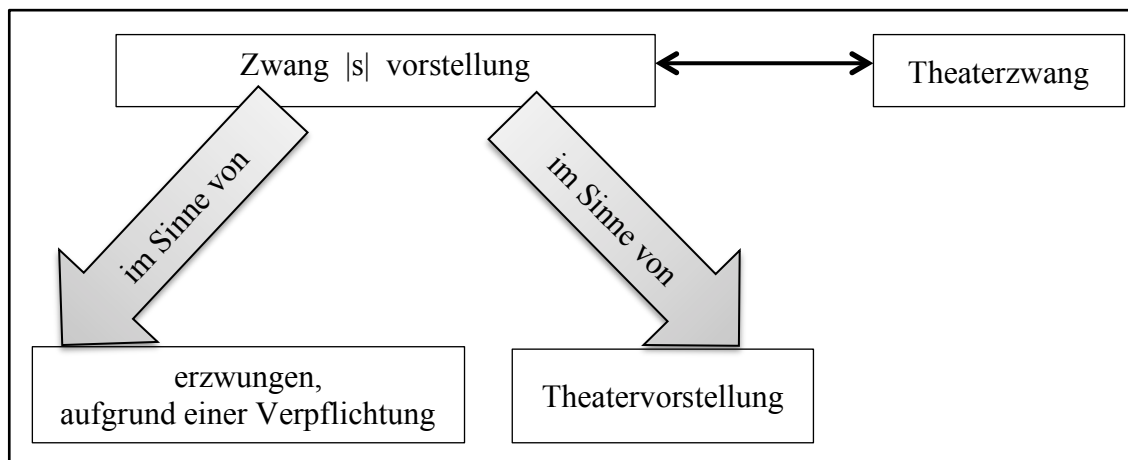 Zwang |s| vorstellung
Theaterzwang
im Sinne von
im Sinne von
erzwungen,
aufgrund einer Verpflichtung
Theatervorstellung